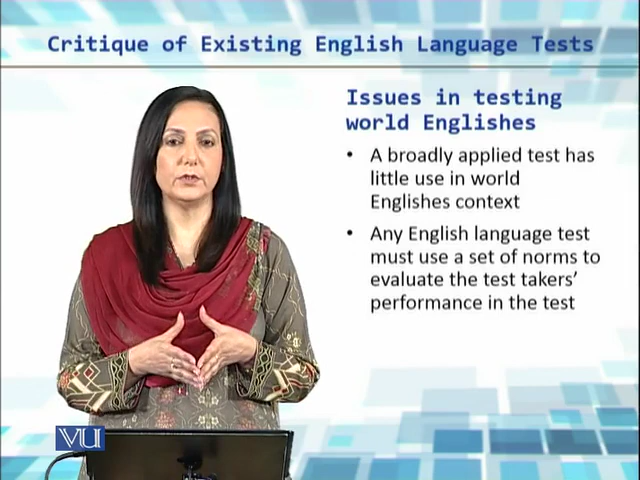 Critique of Existing English Language Tests
Issues in testing
world Englishes
• A broadly applied test has
little use in world
Englishes context
• Any English language test
must use a set of norms to
evaluate the test takers’
performance in the test
VU